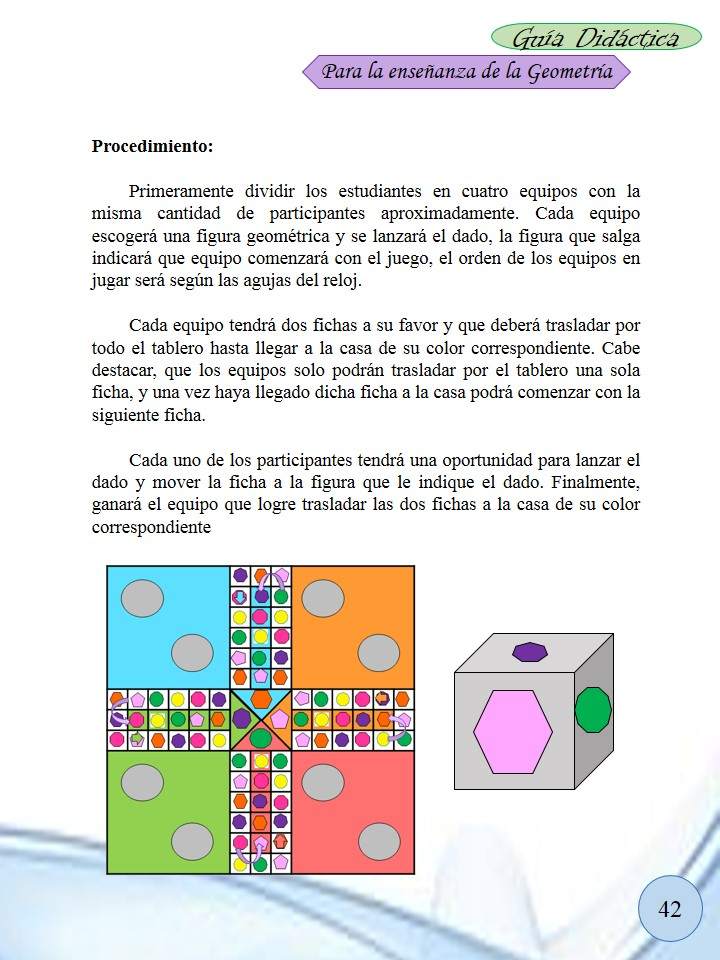 Guía Didáctica
Para la enseñanza de la Geometría
Procedimiento:
Primeramente dividir los estudiantes en cuatro equipos con la
misma cantidad de participantes aproximadamente. Cada equipo
escogerá una figura geométrica y se lanzará el dado, la figura que salga
indicará que equipo comenzará con el juego, el orden de los equipos en
jugar será según las agujas del reloj.
Cada equipo tendrá dos fichas a su favor y que deberá trasladar por
todo el tablero hasta llegar a la casa de su color correspondiente. Cabe
destacar, que los equipos solo podrán trasladar por el tablero una sola
ficha, y una vez haya llegado dicha ficha a la casa podrá comenzar con la
siguiente ficha.
Cada uno de los participantes tendrá una oportunidad para lanzar el
dado y mover la ficha a la figura que le indique el dado. Finalmente,
ganará el equipo que logre trasladar las dos fichas a la casa de su color
correspondiente
42